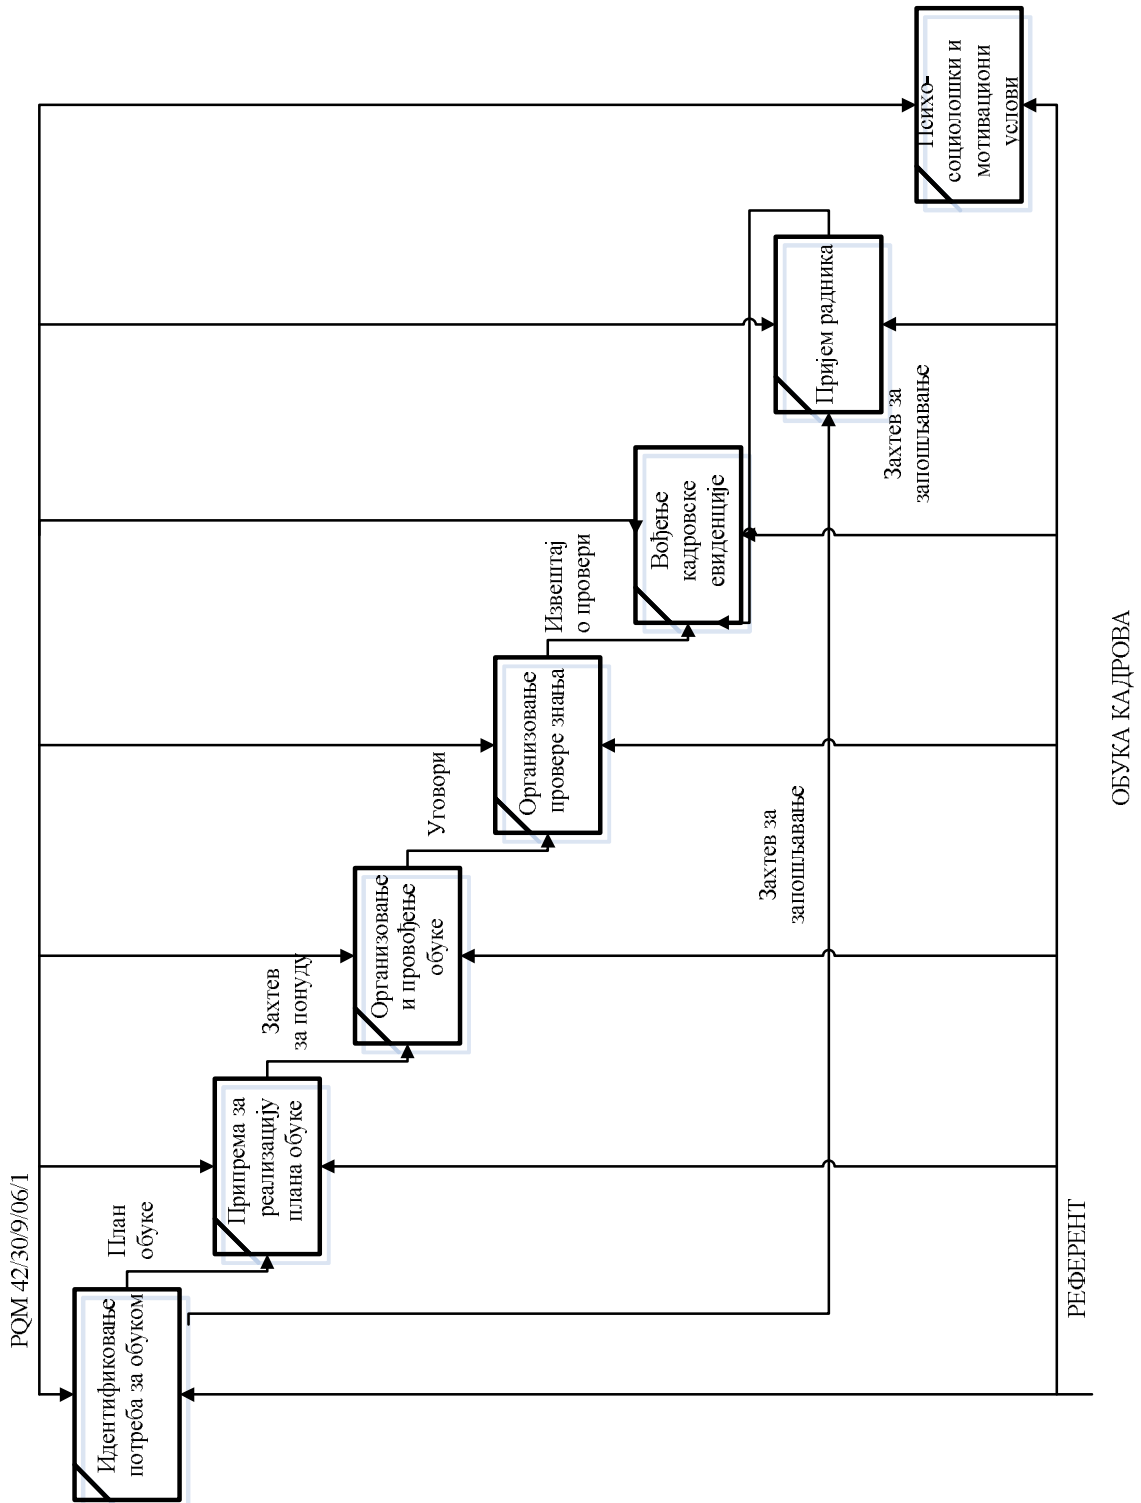 PQM 42/30/9/06/1
Идентификовање
потреба за обуком
План
обуке
Припрема за
реализацију
плана обуке
Захтев
за понуду
Организовање
и провођење
обуке
Уговори
Организовање
провере знања
Извештај
о провери
Вођење
кадровске
евиденције
Захтев за
запошљавање
Пријем радника
Захтев за
запошљавање
Психо-
социолошки и
мотивациони
услови
РЕФЕРЕНТ
ОБУКА КАДРОВА